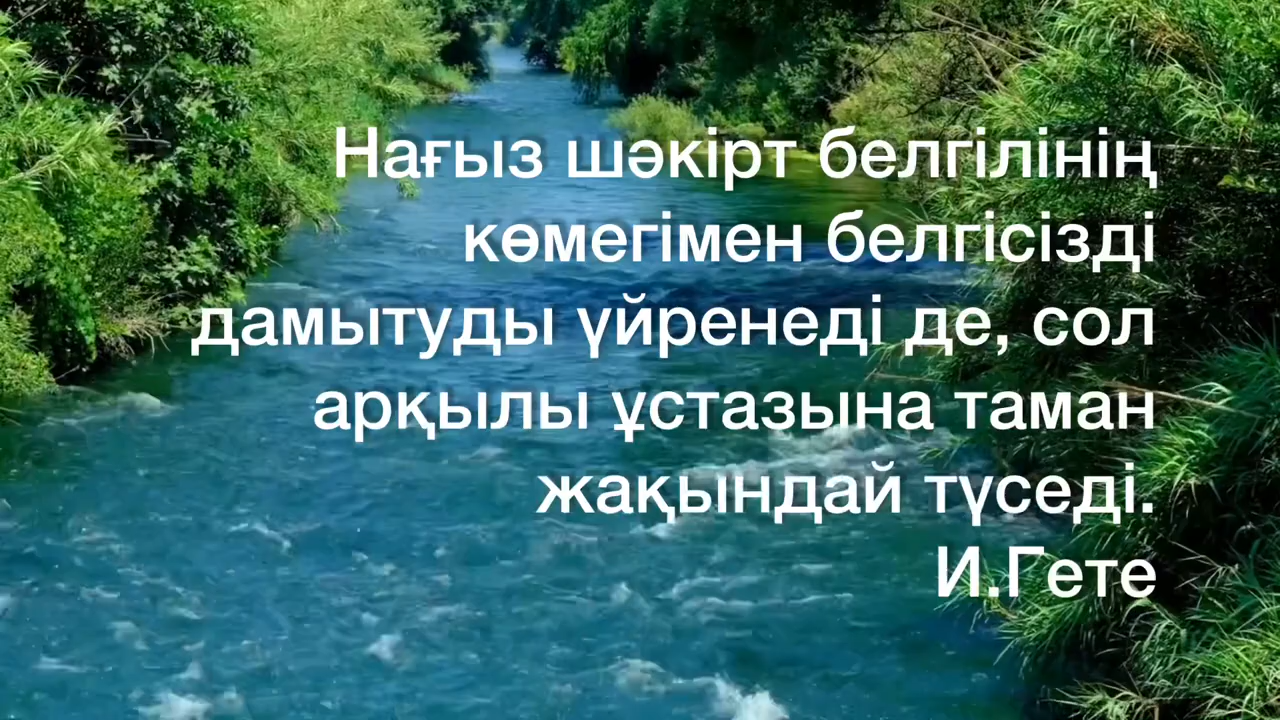 Нағыз шәкірт белгілінің
көмегімен белгісізді
дамытуды үйренеді де, сол
арқылы ұстазына таман
жақындай түседі.
И.Гете